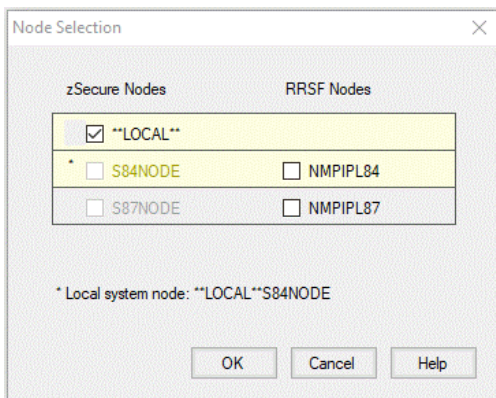 Node Selection
zSecure Nodes RRSF Nodes
**LOCAL**
* S84NODE NMPIPL84
S87NODE NMPIPL87
* Local system node: **LOCAL**S84NODE
OK Cancel Help